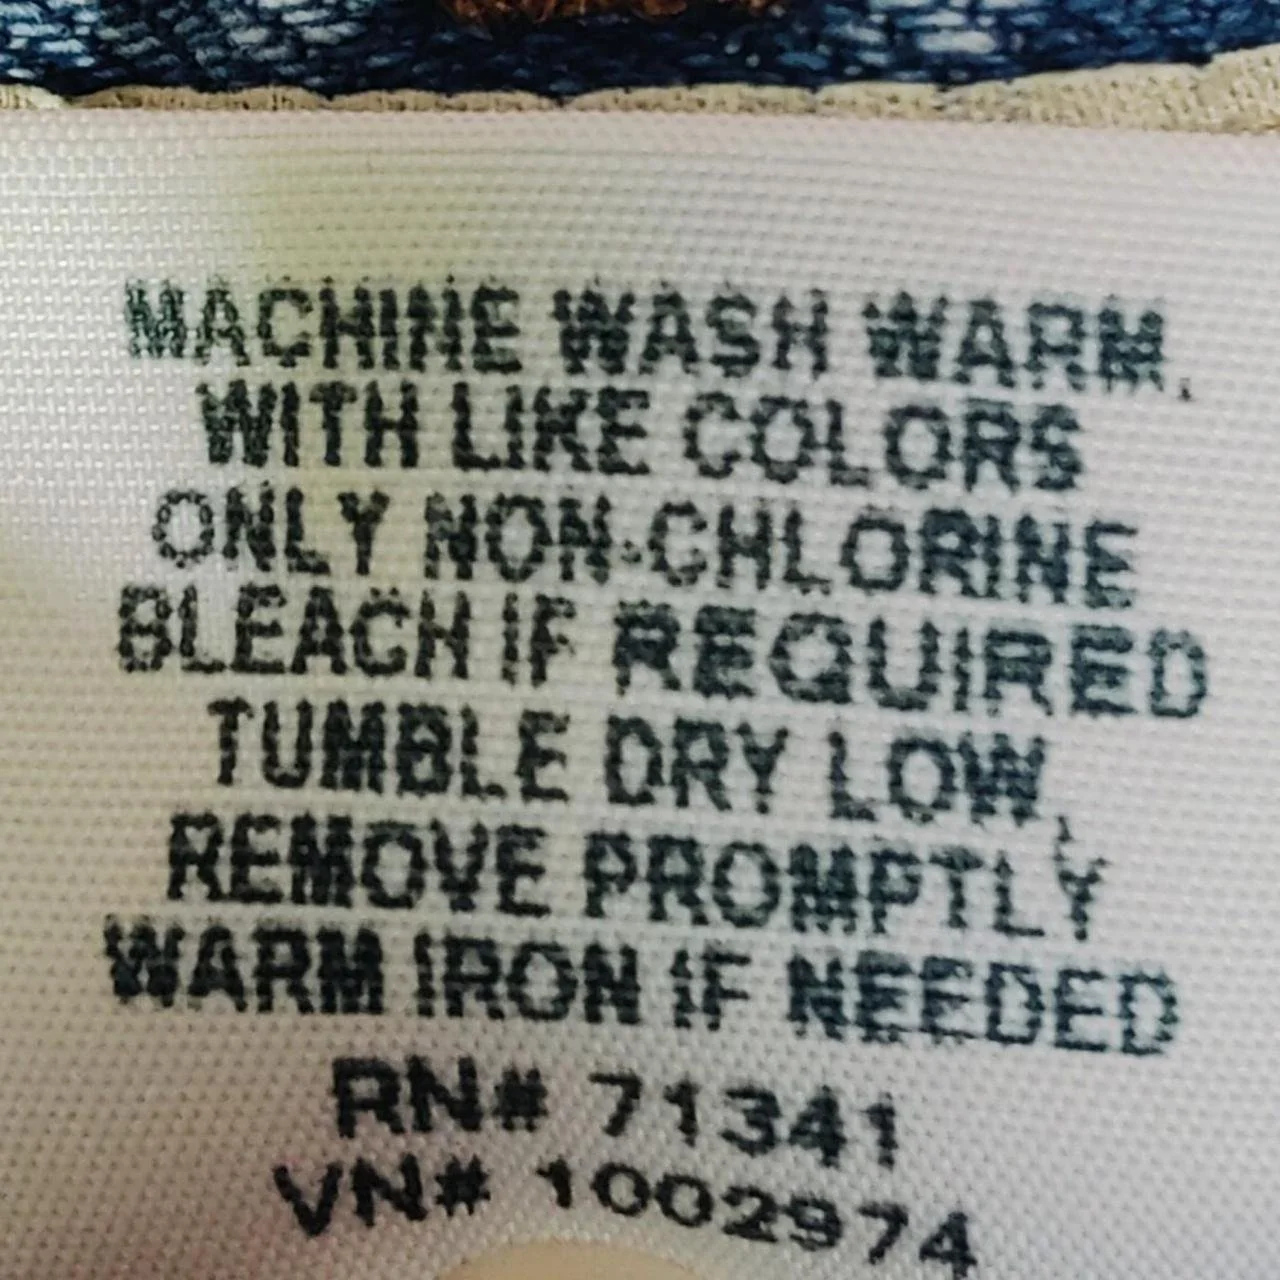 MACHINE WASH WARM,
WITH LIKE COLORS
ONLY NON-CHLORINE
BLEACH IF REQUIRED
TUMBLE DRY LOW,
REMOVE PROMPTLY
WARM IRON IF NEEDED
RN# 71341
VN# 1002974